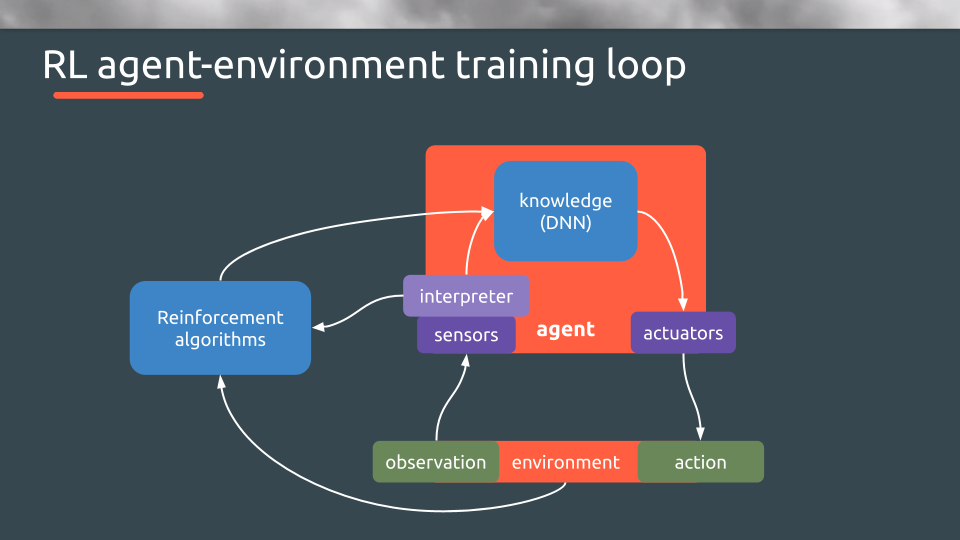 RL agent-environment training loop
knowledge
(DNN)
interpreter
Reinforcement
algorithms
sensors
agent
actuators
observation
environment
action